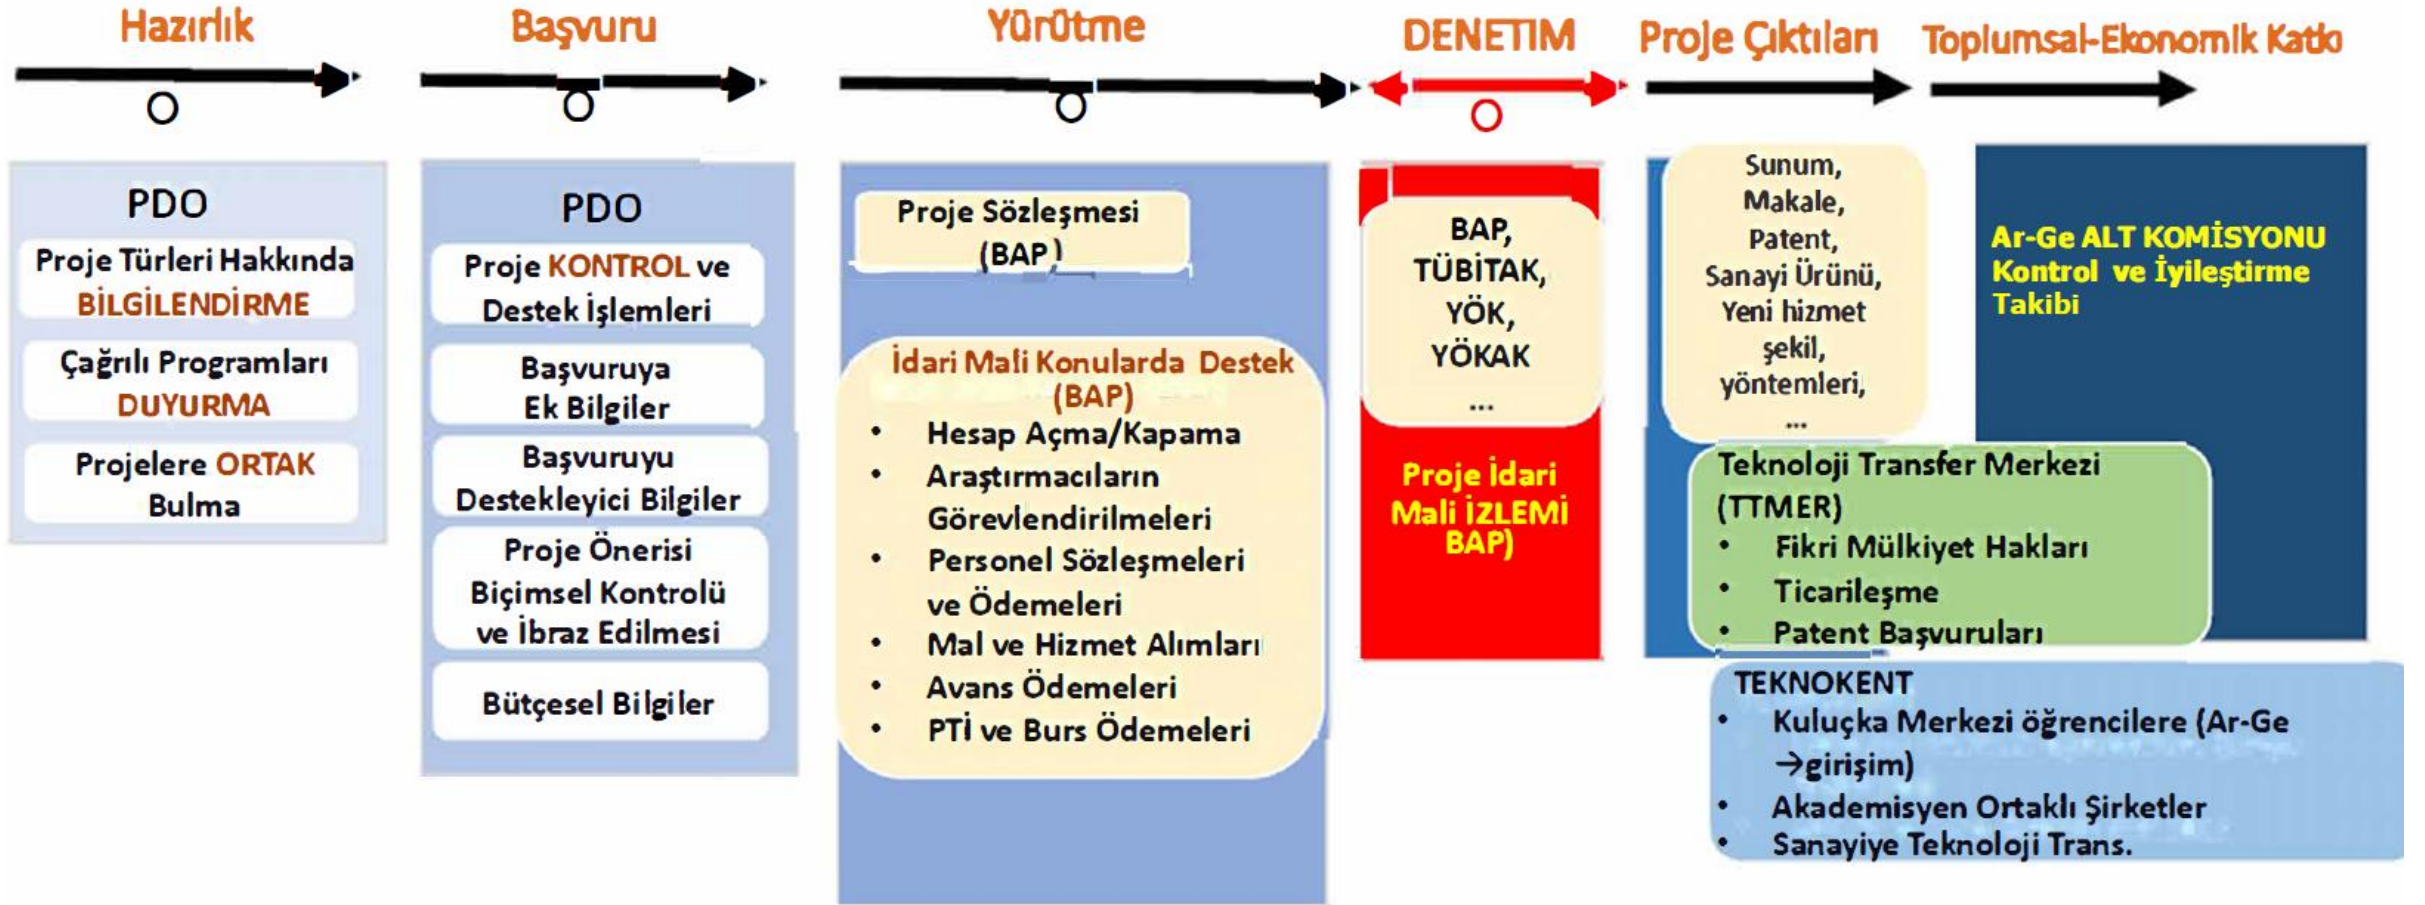 Hazırlık
Başvuru
Yürütme
DENETIM
Proje Çıktıları
Toplumsal-Ekonomik Katkı
PDO
Proje Türleri Hakkında
BİLGİLENDİRME
Çağrılı Programları
DUYURMA
Projelere ORTAK
Bulma
PDO
Proje KONTROL ve
Destek İşlemleri
Başvuruya
Ek Bilgiler
Başvuruyu
Destekleyici Bilgiler
Proje Önerisi
Biçimsel Kontrolü
ve İbraz Edilmesi
Bütçesel Bilgiler
Proje Sözleşmesi
(BAP)
İdari Mali Konularda Destek
(BAP)
• Hesap Açma/Kapama
• Araştırmacıların
Görevlendirilmeleri
• Personel Sözleşmeleri
ve Ödemeleri
• Mal ve Hizmet Alımları
• Avans Ödemeleri
• PTİ ve Burs Ödemeleri
BAP,
TÜBİTAK,
YÖK,
YÖKAK
...
Proje İdari
Mali İZLEMİ
BAP)
Sunum,
Makale,
Patent,
Sanayi Ürünü,
Yeni hizmet
şekil,
yöntemleri,
...
Ar-Ge ALT KOMİSYONU
Kontrol ve İyileştirme
Takibi
Teknoloji Transfer Merkezi
(TTMER)
• Fikri Mülkiyet Hakları
• Ticarileşme
• Patent Başvuruları
TEKNOKENT
• Kuluçka Merkezi öğrencilere (Ar-Ge
→girişim)
• Akademisyen Ortaklı Şirketler
• Sanayiye Teknoloji Trans.